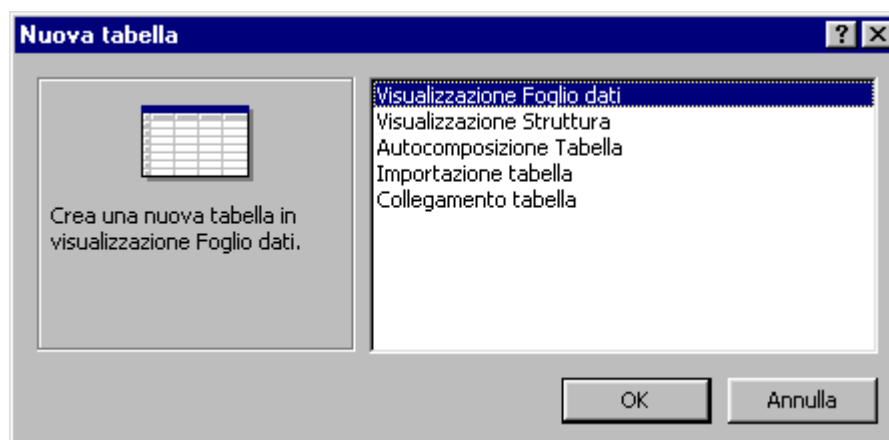 Nuova tabella
Crea una nuova tabella in
visualizzazione Foglio dati.
Visualizzazione Foglio dati
Visualizzazione Struttura
Autocomposizione Tabella
Importazione tabella
Collegamento tabella
OK
Annulla